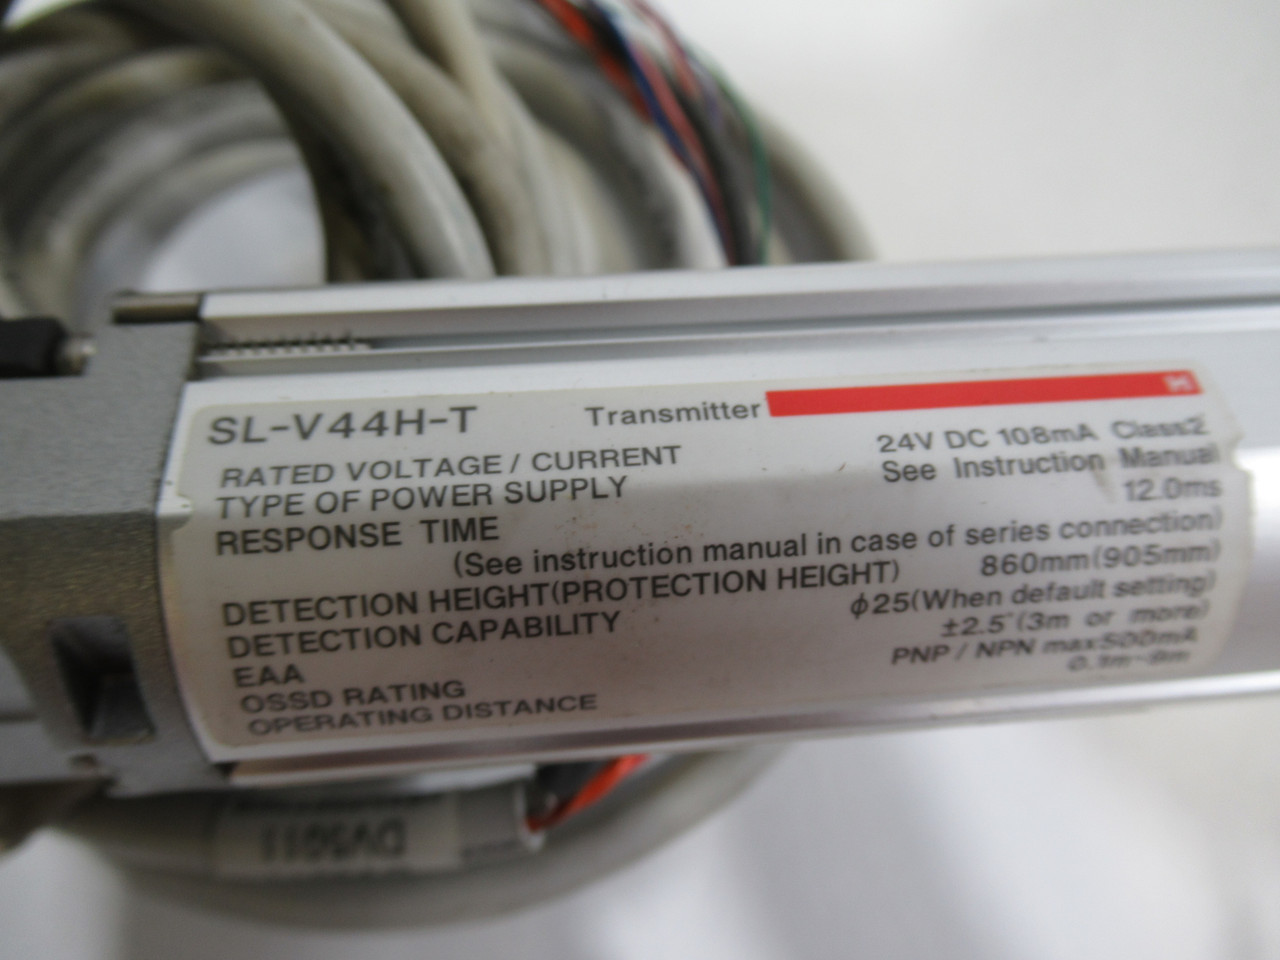 SL-V44H-T Transmitter
RATED VOLTAGE / CURRENT 24V DC 108mA Class2
TYPE OF POWER SUPPLY See Instruction Manual
RESPONSE TIME 12.0ms
(See instruction manual in case of series connection)
DETECTION HEIGHT(PROTECTION HEIGHT) 860mm(905mm)
DETECTION CAPABILITY ϕ25(When default setting)
EAA ±2.5°(3m or more)
OSSD RATING PNP / NPN max500mA
OPERATING DISTANCE 0.1m~9m